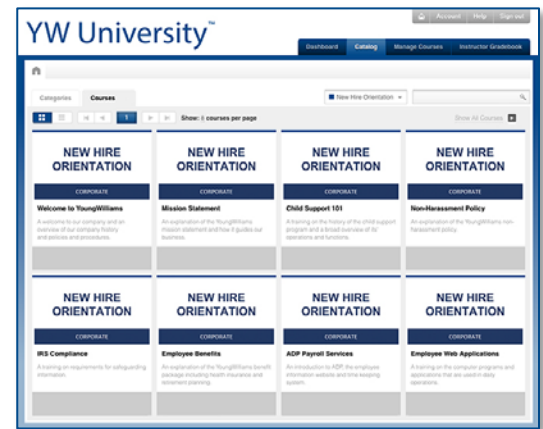 YW University™
Account Help Sign out
Dashboard Catalog Manage Courses Instructor Gradebook
Categories Courses
New Hire Orientation
1 Show: courses per page Show All Courses
NEW HIRE ORIENTATION
CORPORATE
Welcome to YoungWilliams
A welcome to our company and an
overview of our company history
and policies and procedures.
NEW HIRE ORIENTATION
CORPORATE
Mission Statement
An explanation of the YoungWilliams
mission statement and how it guides our
business.
NEW HIRE ORIENTATION
CORPORATE
Child Support 101
A training on the history of the child support
program and a broad overview of its'
operations and functions.
NEW HIRE ORIENTATION
CORPORATE
Non-Harassment Policy
An explanation of the YoungWilliams non-
harassment policy.
NEW HIRE ORIENTATION
CORPORATE
IRS Compliance
A training on requirements for safeguarding
information.
NEW HIRE ORIENTATION
CORPORATE
Employee Benefits
An explanation of the YoungWilliams benefit
package including health insurance and
retirement planning.
NEW HIRE ORIENTATION
CORPORATE
ADP Payroll Services
An introduction to ADP, the employee
information website and time keeping
system.
NEW HIRE ORIENTATION
CORPORATE
Employee Web Applications
A training on the computer programs and
applications that are used in daily
operations.